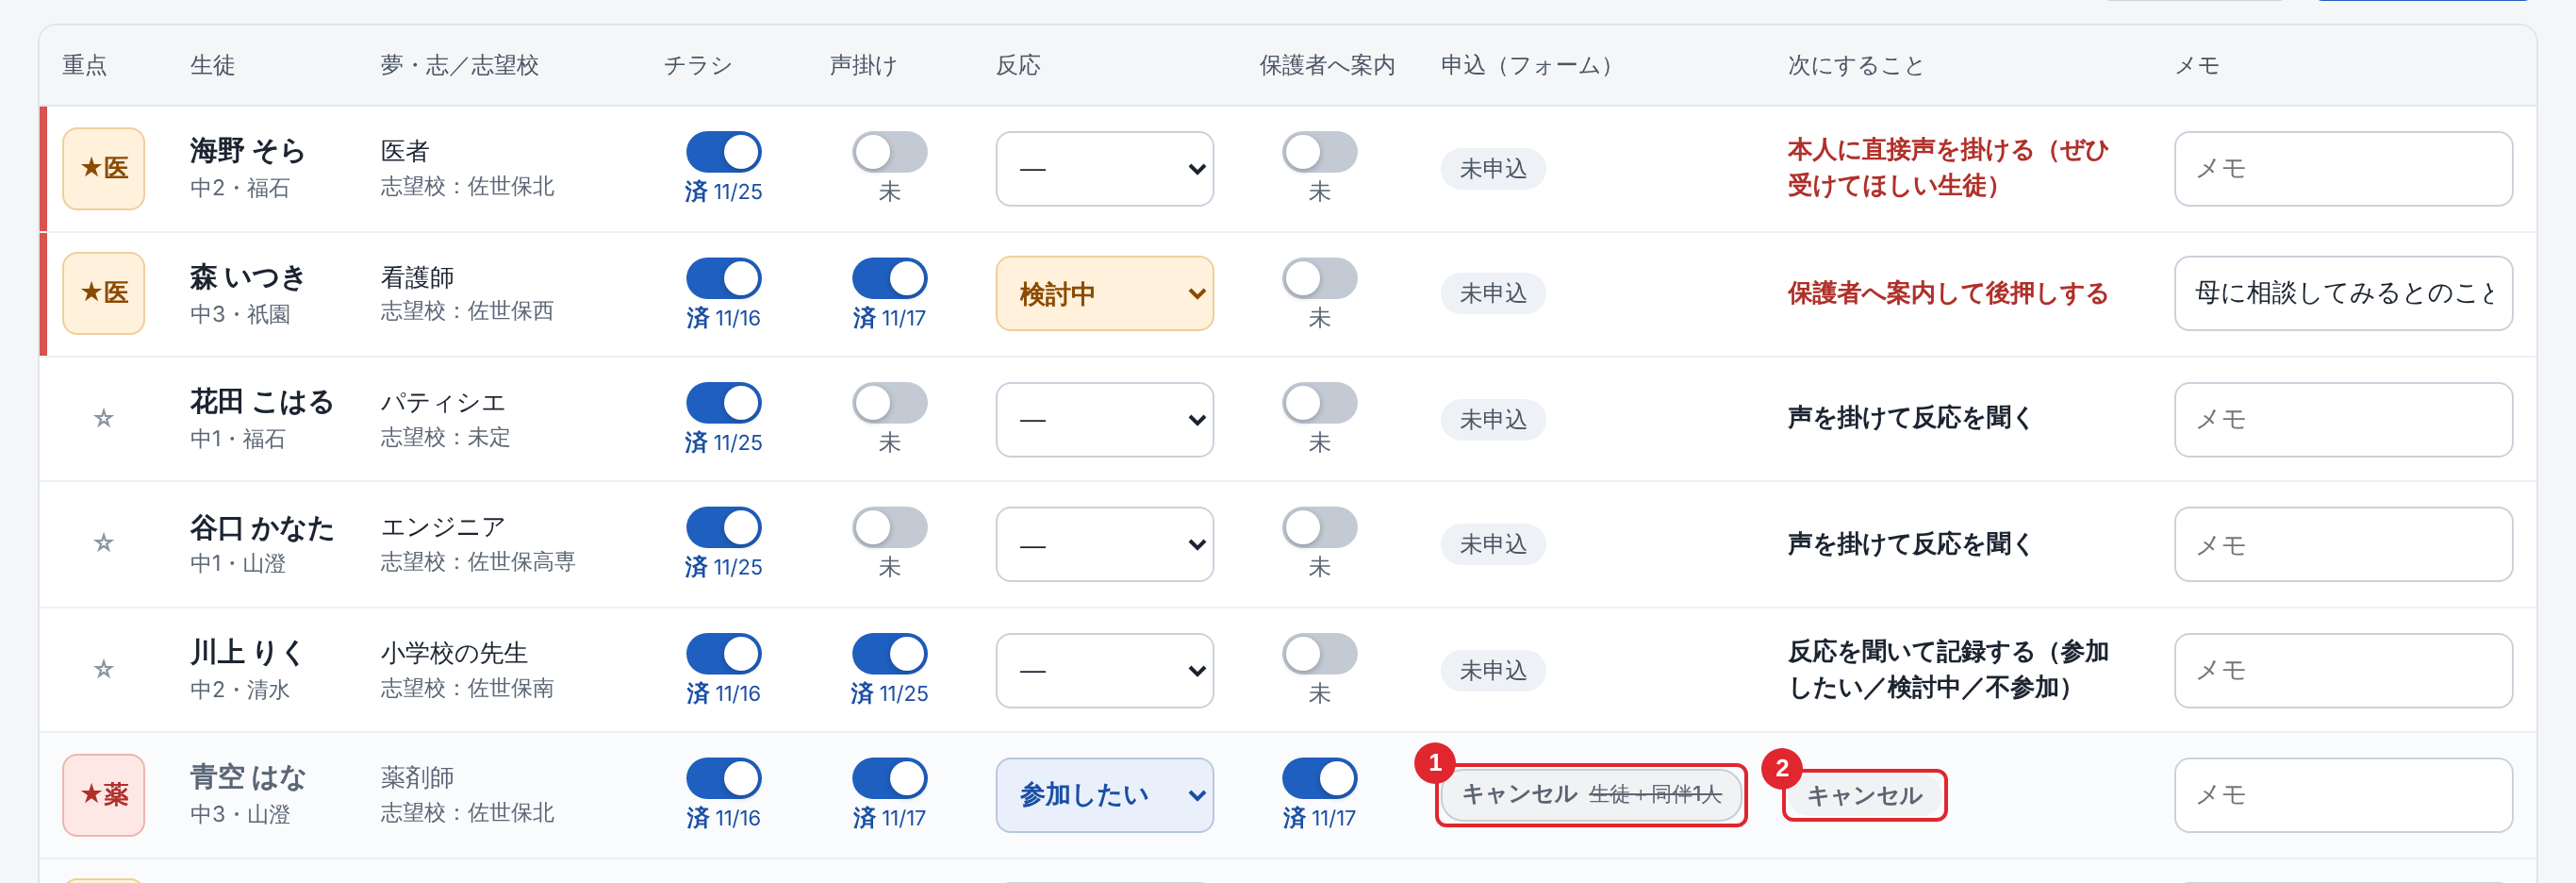 重点 生徒 夢・志／志望校 チラシ 声掛け 反応 保護者へ案内 申込（フォーム） 次にすること メモ
★医 海野 そら 医者 — 未申込 本人に直接声を掛ける（ぜひ メモ
中2・福石 志望校：佐世保北 済 11/25 未 未 受けてほしい生徒）
★医 森 いつき 看護師 検討中 未申込 保護者へ案内して後押しする 母に相談してみるとのこと
中3・祇園 志望校：佐世保西 済 11/16 済 11/17 未
☆ 花田 こはる パティシエ — 未申込 声を掛けて反応を聞く メモ
中1・福石 志望校：未定 済 11/25 未 未
☆ 谷口 かなた エンジニア — 未申込 声を掛けて反応を聞く メモ
中1・山澄 志望校：佐世保高専 済 11/25 未 未
☆ 川上 りく 小学校の先生 — 未申込 反応を聞いて記録する（参加 メモ
中2・清水 志望校：佐世保南 済 11/16 済 11/25 未 したい／検討中／不参加）
★薬 青空 はな 薬剤師 参加したい 1 キャンセル 生徒＋同伴1人 2 キャンセル メモ
中3・山澄 志望校：佐世保北 済 11/16 済 11/17 済 11/17